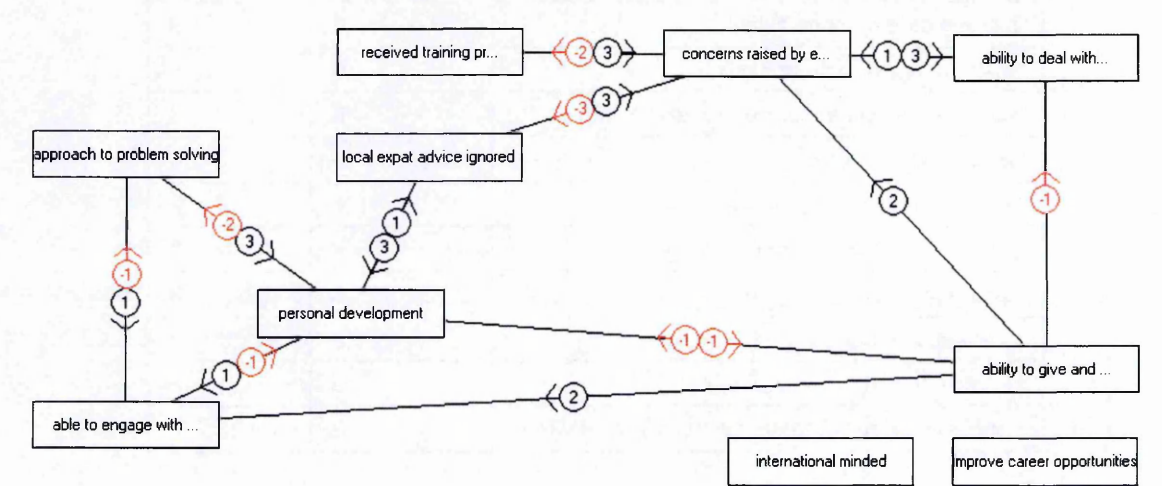 received training pr...
-2 3
concerns raised by e...
1 3
ability to deal with...
-3 3
approach to problem solving
local expat advice ignored
-2 3
1
3
2
-1
-1
1
personal development
-1 -1
1 -1
ability to give and ...
2
able to engage with ...
international minded
improve career opportunities